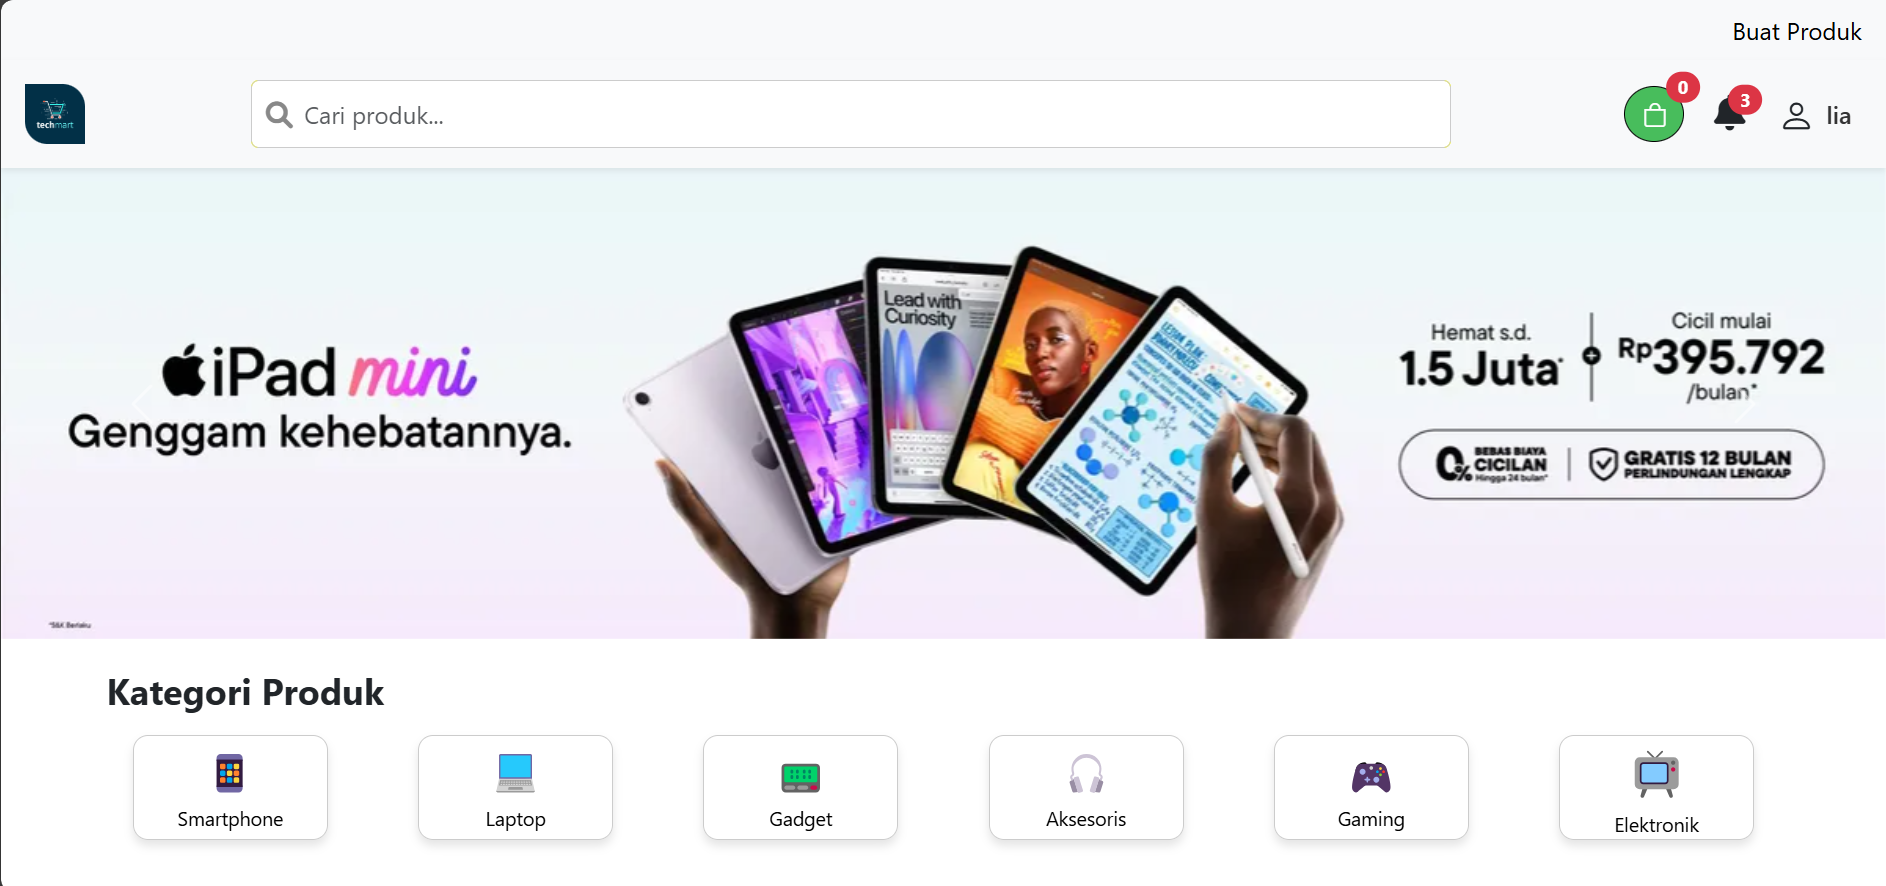 Buat Produk
techmart
Cari produk...
0
3
lia
iPad mini
Genggam kehebatannya.
Lead with
Curiosity
Hemat s.d.
1.5 Juta*
Cicil mulai
Rp395.792
/bulan*
0%
BEBAS BIAYA
CICILAN
Hingga 24 bulan*
GRATIS 12 BULAN
PERLINDUNGAN LENGKAP
*S&K Berlaku
Kategori Produk
Smartphone
Laptop
Gadget
Aksesoris
Gaming
Elektronik